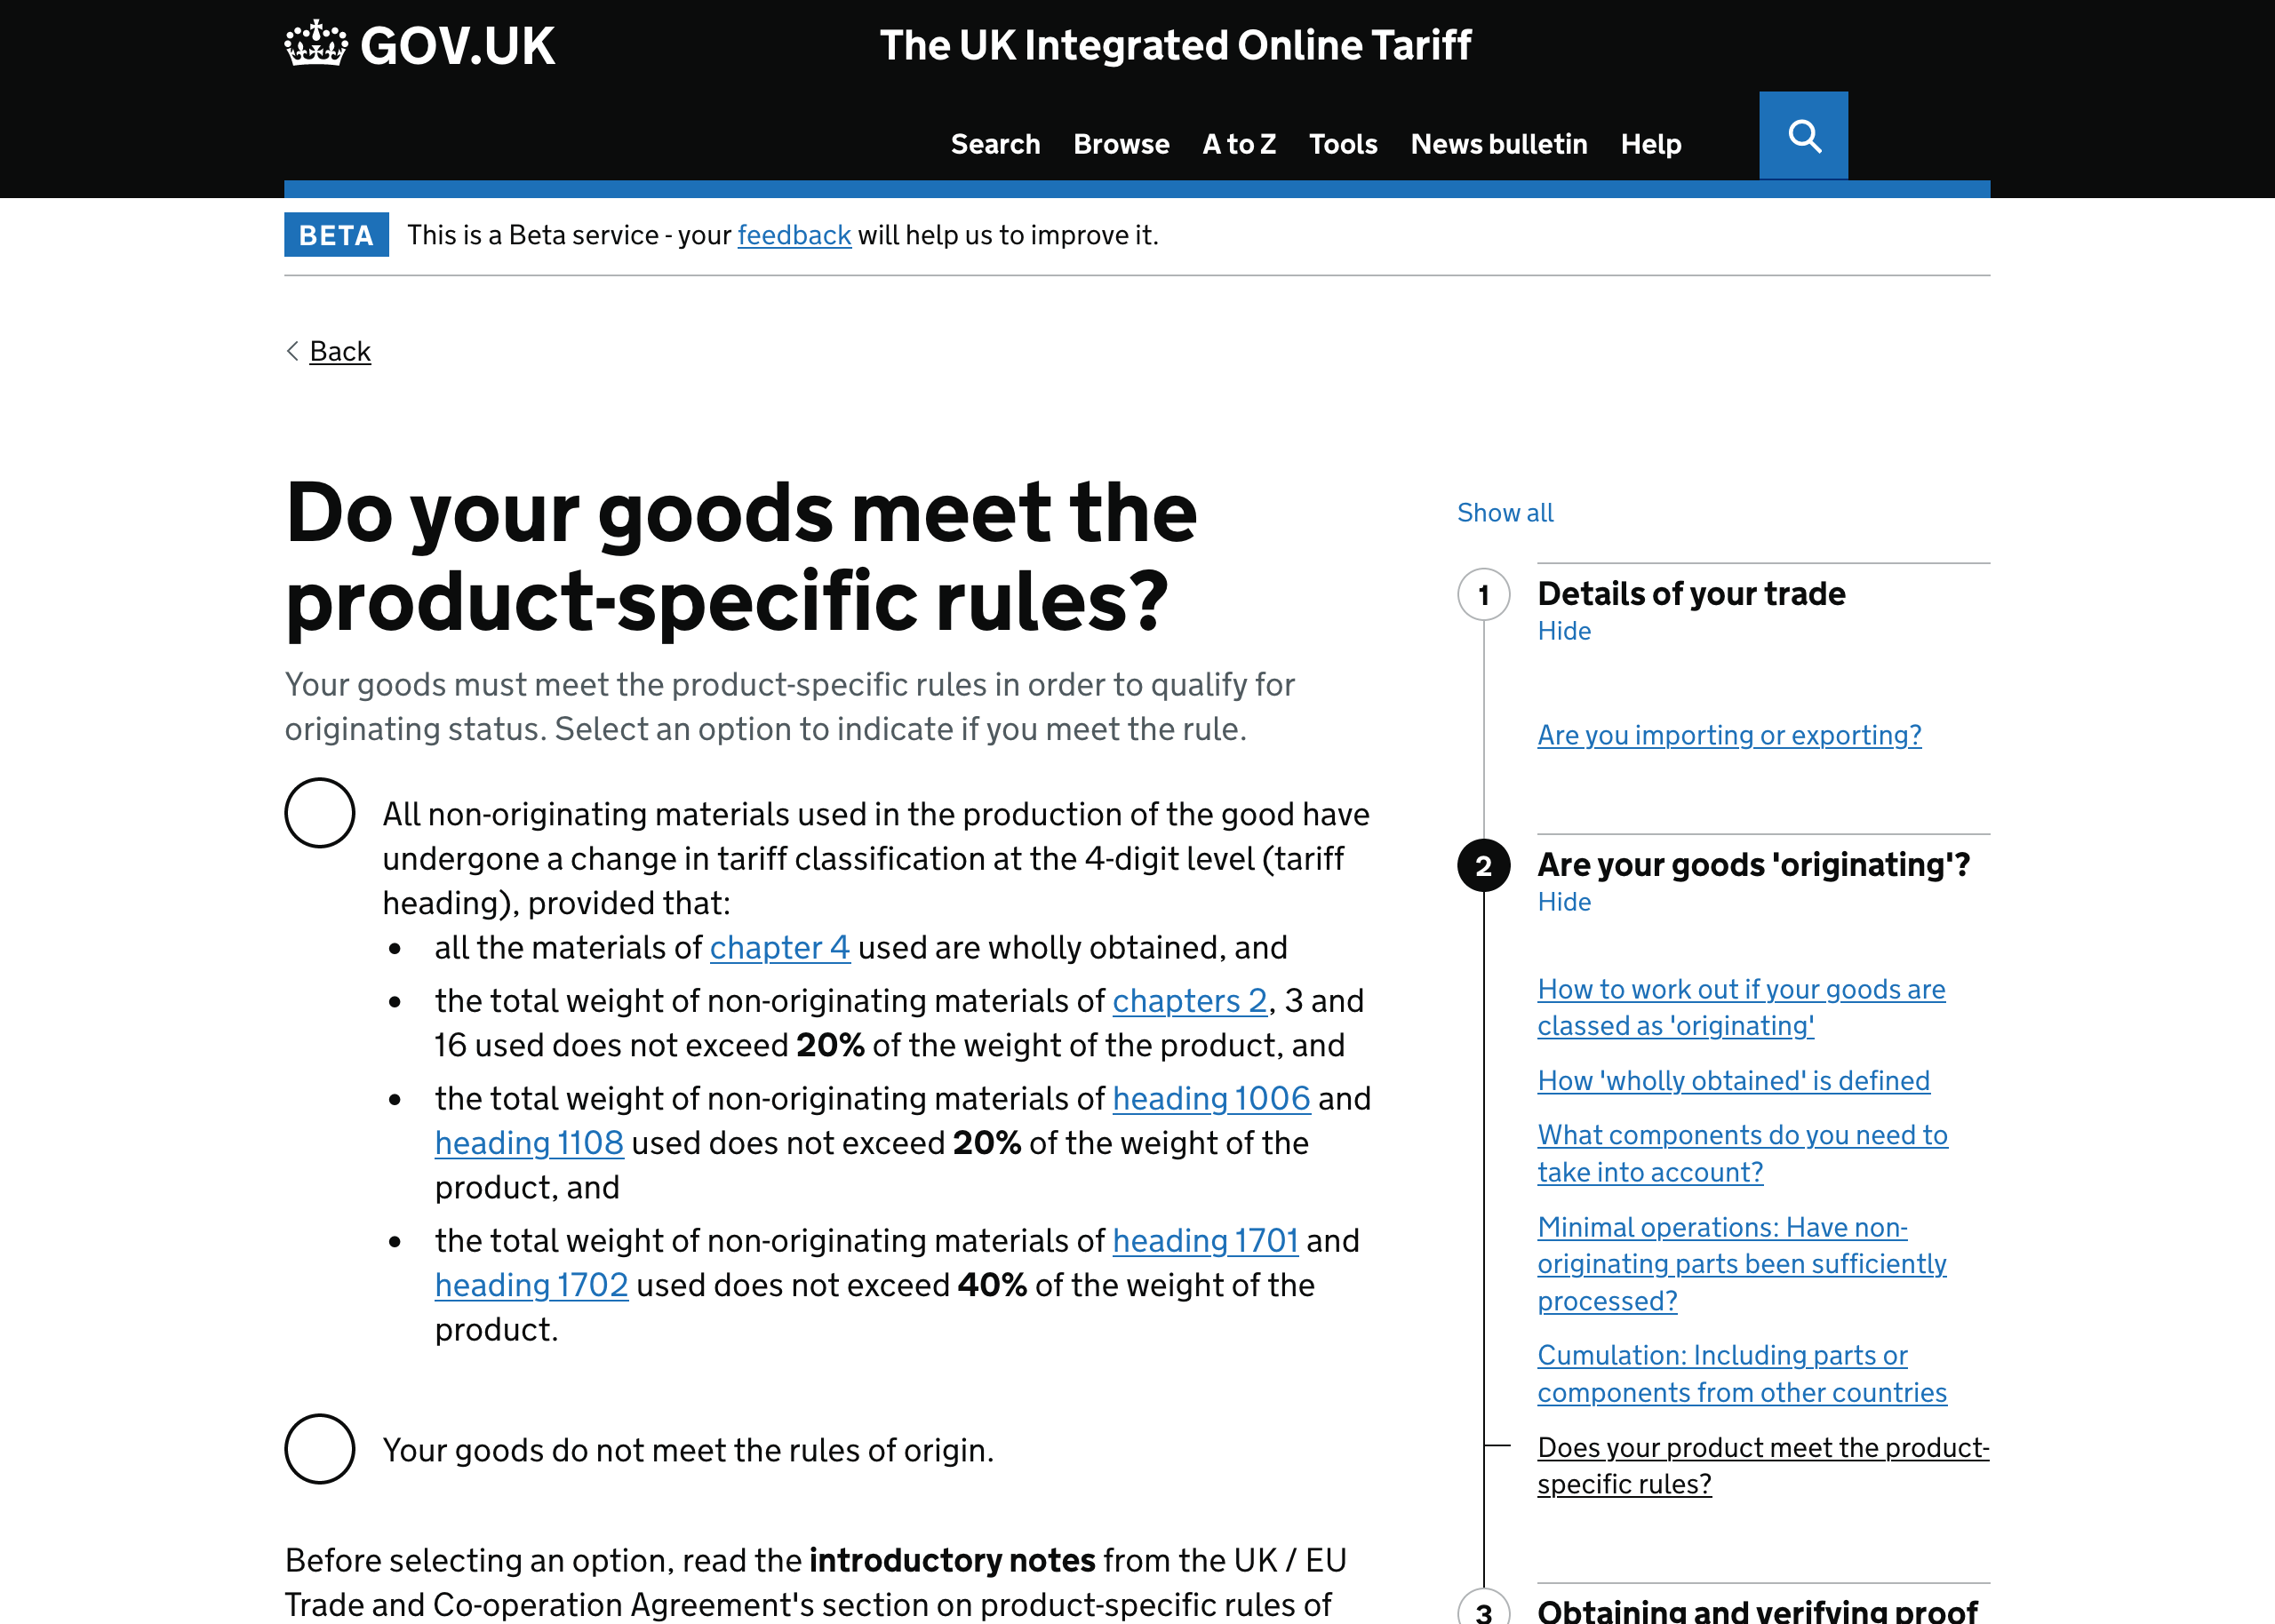 GOV.UK
The UK Integrated Online Tariff
Search Browse A to Z Tools News bulletin Help
BETA This is a Beta service - your feedback will help us to improve it.
Back
Do your goods meet the
product-specific rules?
Your goods must meet the product-specific rules in order to qualify for
originating status. Select an option to indicate if you meet the rule.
All non-originating materials used in the production of the good have
undergone a change in tariff classification at the 4-digit level (tariff
heading), provided that:
• all the materials of chapter 4 used are wholly obtained, and
• the total weight of non-originating materials of chapters 2, 3 and
16 used does not exceed 20% of the weight of the product, and
• the total weight of non-originating materials of heading 1006 and
heading 1108 used does not exceed 20% of the weight of the
product, and
• the total weight of non-originating materials of heading 1701 and
heading 1702 used does not exceed 40% of the weight of the
product.
Your goods do not meet the rules of origin.
Before selecting an option, read the introductory notes from the UK / EU
Trade and Co-operation Agreement's section on product-specific rules of
Show all
1 Details of your trade
Hide
Are you importing or exporting?
2 Are your goods 'originating'?
Hide
How to work out if your goods are
classed as 'originating'
How 'wholly obtained' is defined
What components do you need to
take into account?
Minimal operations: Have non-
originating parts been sufficiently
processed?
Cumulation: Including parts or
components from other countries
Does your product meet the product-
specific rules?
3 Obtaining and verifying proof